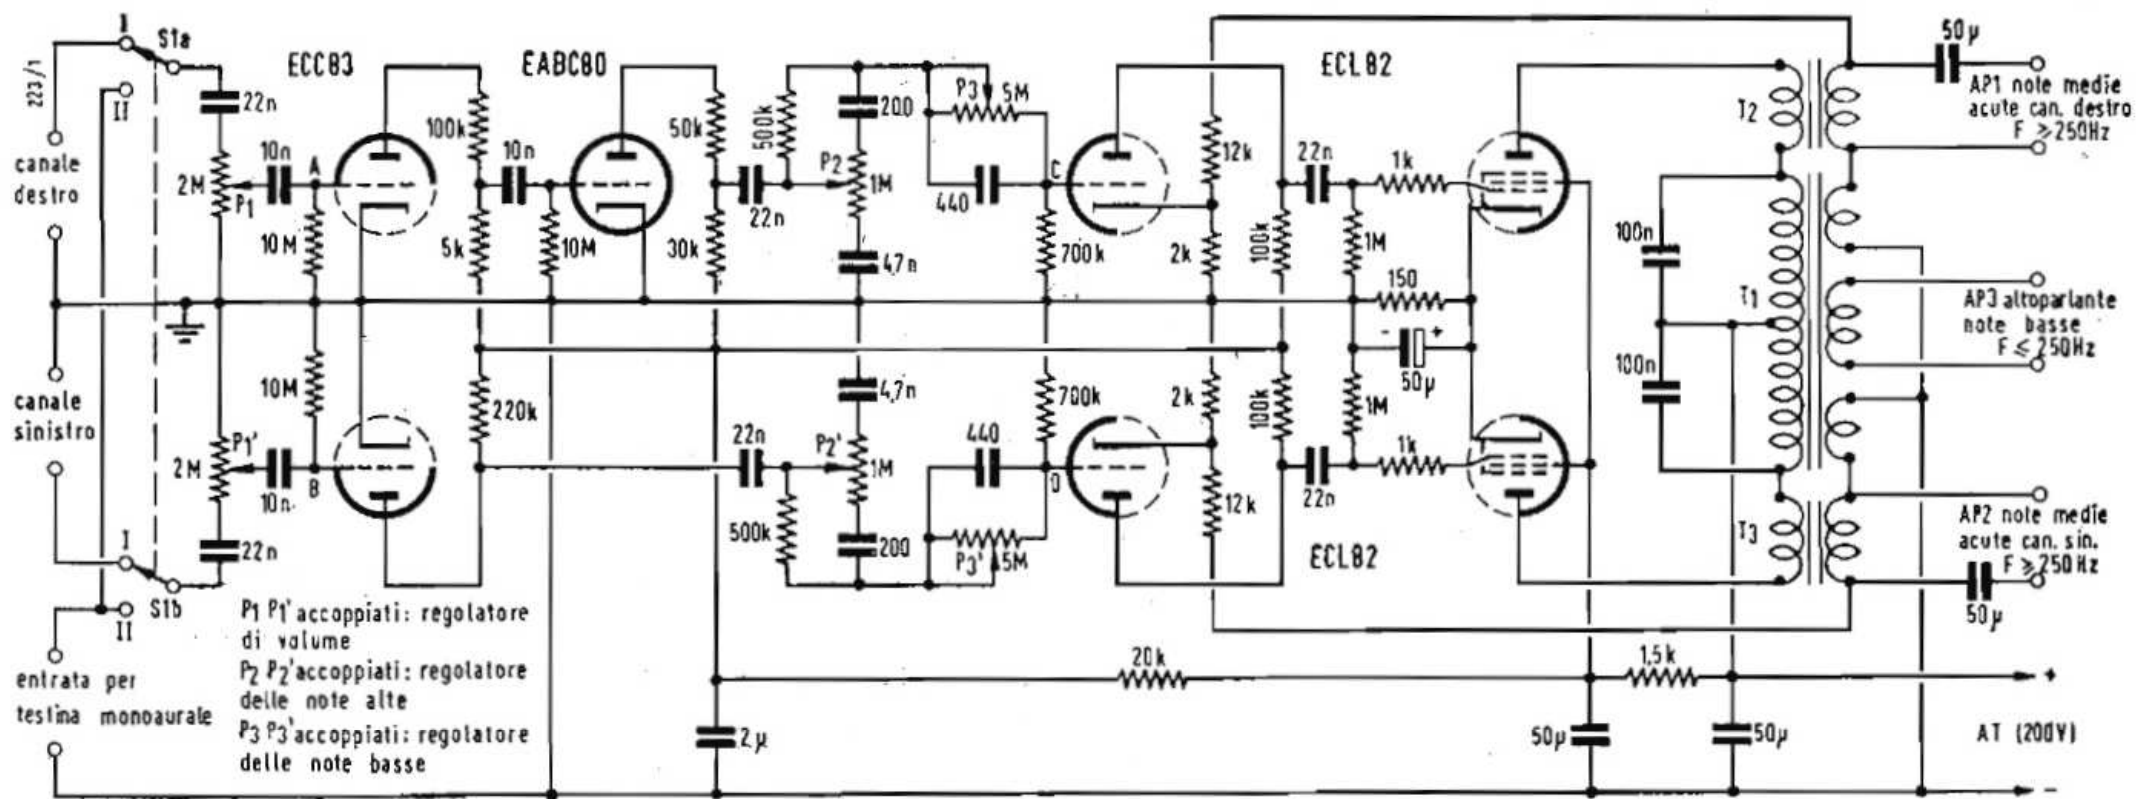 I
S1a
223/1
II
22n
canale
destro
2M
P1
10n
A
10M
ECC83
100k
5k
10n
10M
EABC80
50k
30k
22n
500k
200
P2
1M
4,7n
P3
5M
440
C
700k
12k
2k
ECL82
100k
22n
1k
1M
150
T2
100n
T1
50µ
AP1 note medie
acute can. destro
F ≥ 250Hz
AP3 altoparlante
note basse
F ≤ 250Hz
canale
sinistro
2M
P1'
10n
B
10M
22n
I
S1b
II
220k
22n
500k
4,7n
P2'
1M
200
440
P3'
5M
700k
D
2k
12k
100k
22n
- +
50µ
1M
1k
ECL82
100n
T3
AP2 note medie
acute can. sin.
F ≥ 250Hz
50µ
entrata per
testina monoaurale
P1 P1' accoppiati: regolatore
di volume
P2 P2' accoppiati: regolatore
delle note alte
P3 P3' accoppiati: regolatore
delle note basse
2µ
20k
1,5k
50µ
50µ
+
AT (200V)
-